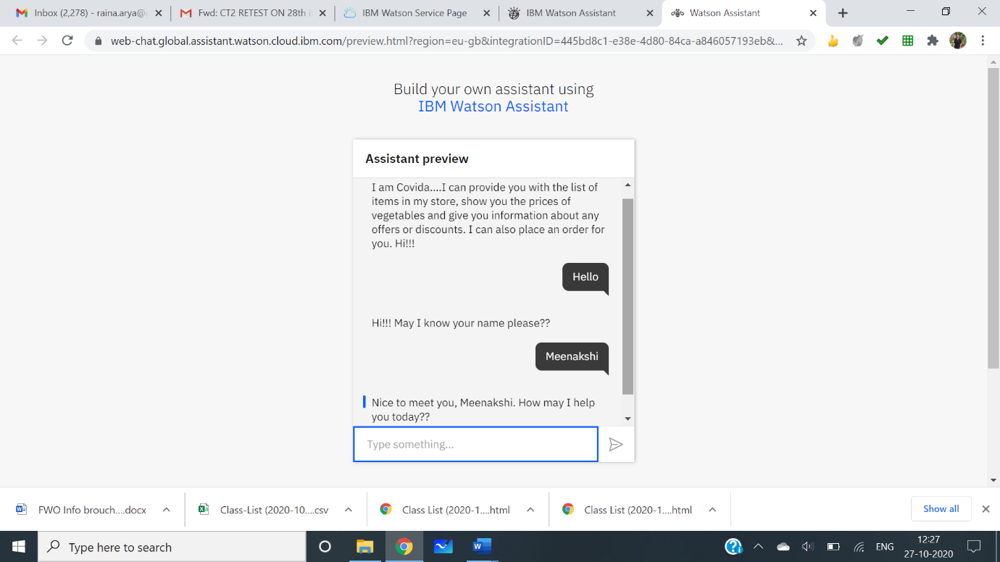 Inbox (2,278) - raina.arya@g
Fwd: CT2 RETEST ON 28th i
IBM Watson Service Page
IBM Watson Assistant
Watson Assistant
web-chat.global.assistant.watson.cloud.ibm.com/preview.html?region=eu-gb&integrationID=445bd8c1-e38e-4d80-84ca-a846057193eb&...
Build your own assistant using
IBM Watson Assistant
Assistant preview
I am Covida....I can provide you with the list of
items in my store, show you the prices of
vegetables and give you information about any
offers or discounts. I can also place an order for
you. Hi!!!
Hello
Hi!!! May I know your name please??
Meenakshi
Nice to meet you, Meenakshi. How may I help
you today??
Type something...
FWO Info brouch....docx
Class-List (2020-10....csv
Class List (2020-1....html
Class List (2020-1....html
Show all
Type here to search
ENG
12:27
27-10-2020